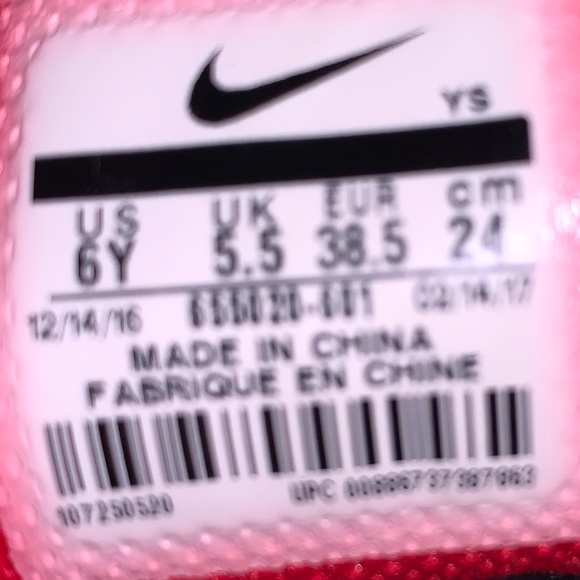 YS
US UK EUR cm
6Y 5.5 38.5 24
12/14/16 02/14/17
MADE IN CHINA
FABRIQUE EN CHINE
107250520 UPC